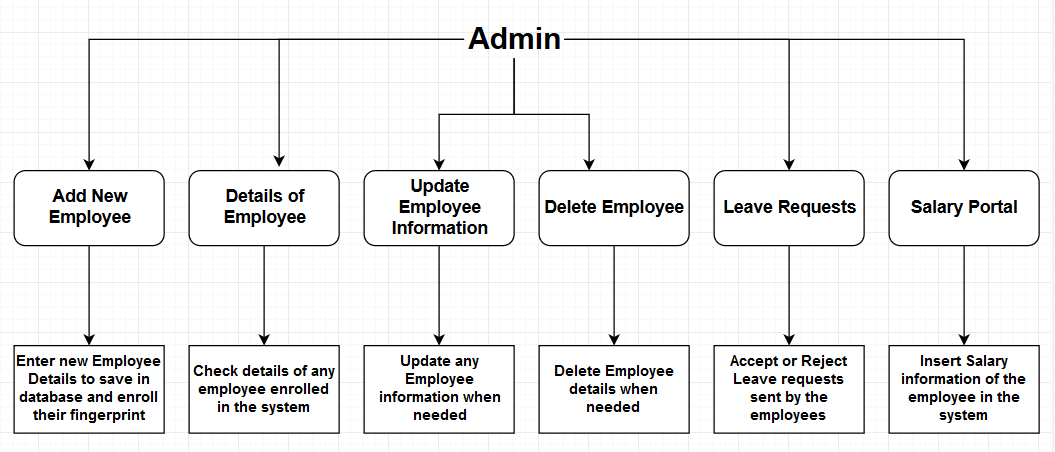 Admin
Add New
Employee
Details of
Employee
Update
Employee
Information
Delete Employee
Leave Requests
Salary Portal
Enter new Employee
Details to save in
database and enroll
their fingerprint
Check details of any
employee enrolled
in the system
Update any
Employee
information when
needed
Delete Employee
details when
needed
Accept or Reject
Leave requests
sent by the
employees
Insert Salary
information of the
employee in the
system